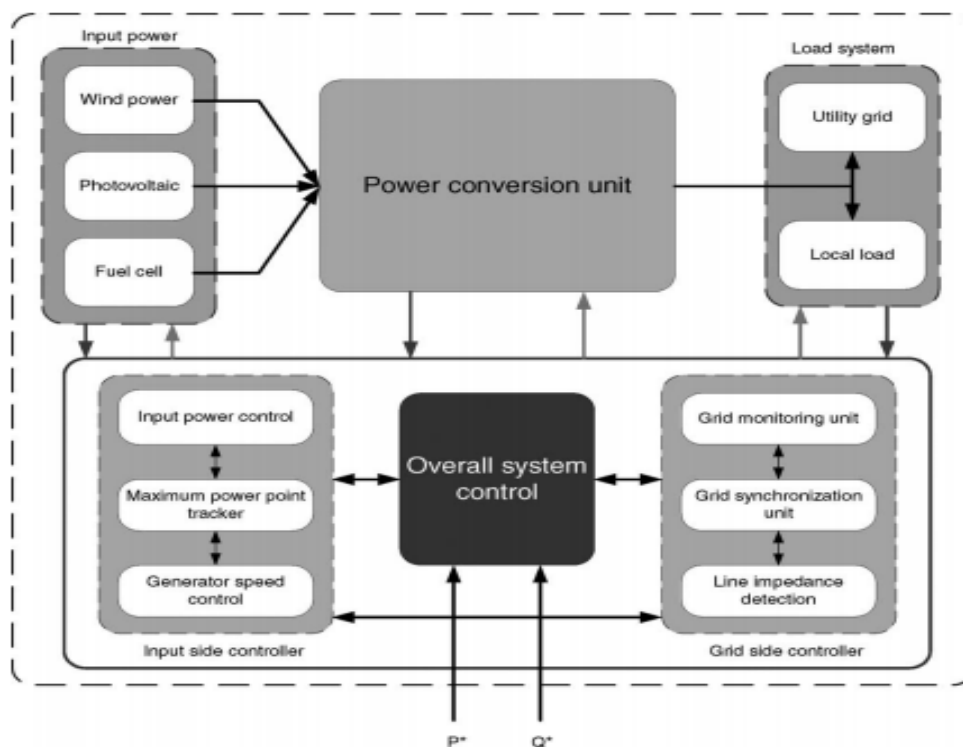 Input power
Load system
Wind power
Photovoltaic
Fuel cell
Power conversion unit
Utility grid
Local load
Input power control
Maximum power point
tracker
Generator speed
control
Input side controller
Overall system
control
Grid monitoring unit
Grid synchronization
unit
Line impedance
detection
Grid side controller
P*
Q*